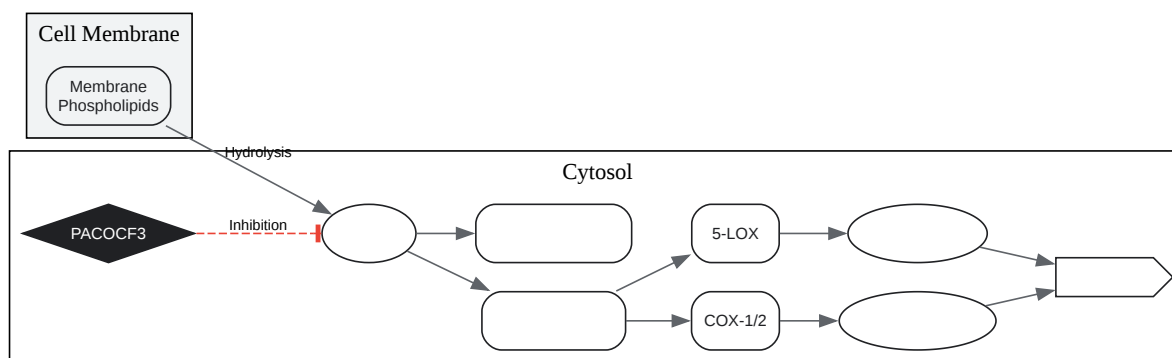 Cell Membrane
Membrane
Phospholipids
Hydrolysis
Cytosol
PACOCF3
Inhibition
5-LOX
COX-1/2